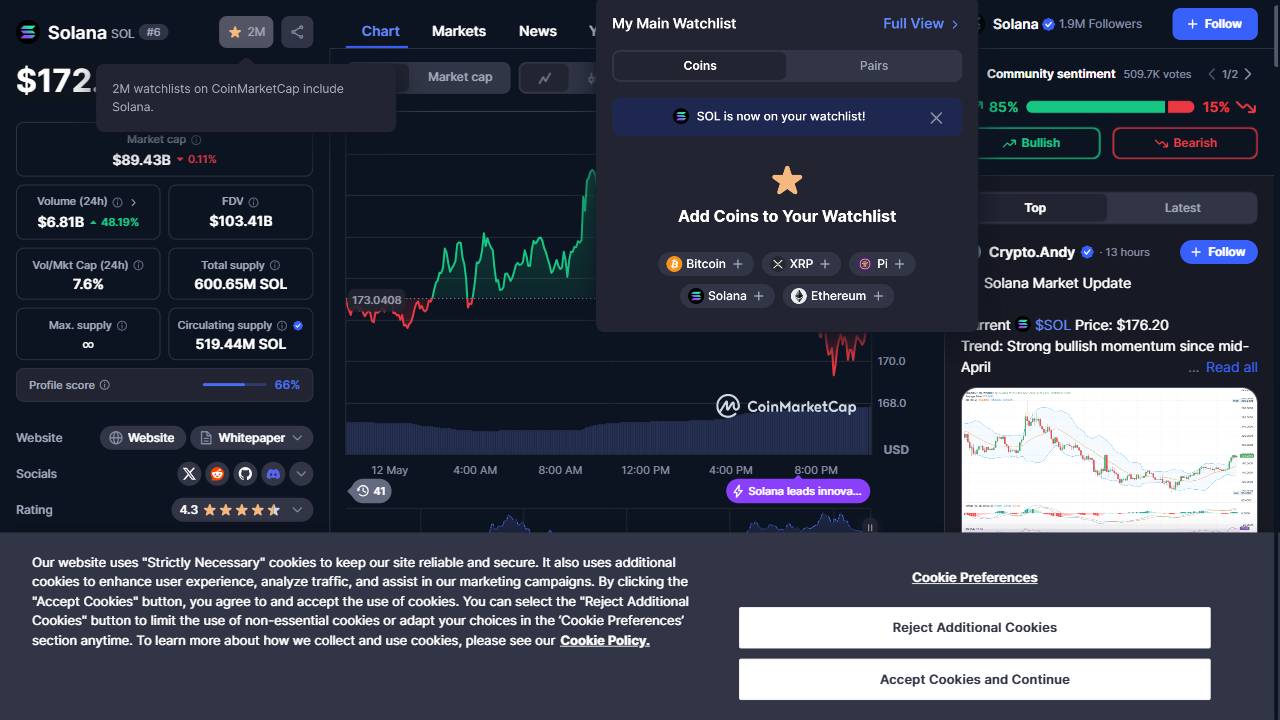 Solana SOL #6
2M
$172.
2M watchlists on CoinMarketCap include
Solana.
Market cap
$89.43B 0.11%
Volume (24h)
$6.81B 48.19%
FDV
$103.41B
Vol/Mkt Cap (24h)
7.6%
Total supply
600.65M SOL
Max. supply
∞
Circulating supply
519.44M SOL
Profile score 66%
Website Website Whitepaper
Socials
Rating 4.3
Chart Markets News
Market cap
173.0408
170.0
168.0
USD
CoinMarketCap
12 May 4:00 AM 8:00 AM 12:00 PM 4:00 PM 8:00 PM
41
Solana leads innova...
My Main Watchlist Full View
Coins Pairs
SOL is now on your watchlist!
Add Coins to Your Watchlist
Bitcoin + XRP + Pi +
Solana + Ethereum +
Solana 1.9M Followers + Follow
Community sentiment 509.7K votes 1/2
85% 15%
Bullish Bearish
Top Latest
Crypto.Andy · 13 hours + Follow
Solana Market Update
rrent $SOL Price: $176.20
Trend: Strong bullish momentum since mid-
April ... Read all
Our website uses "Strictly Necessary" cookies to keep our site reliable and secure. It also uses additional
cookies to enhance user experience, analyze traffic, and assist in our marketing campaigns. By clicking the
"Accept Cookies" button, you agree to and accept the use of cookies. You can select the "Reject Additional
Cookies" button to limit the use of non-essential cookies or adapt your choices in the ‘Cookie Preferences’
section anytime. To learn more about how we collect and use cookies, please see our Cookie Policy.
Cookie Preferences
Reject Additional Cookies
Accept Cookies and Continue